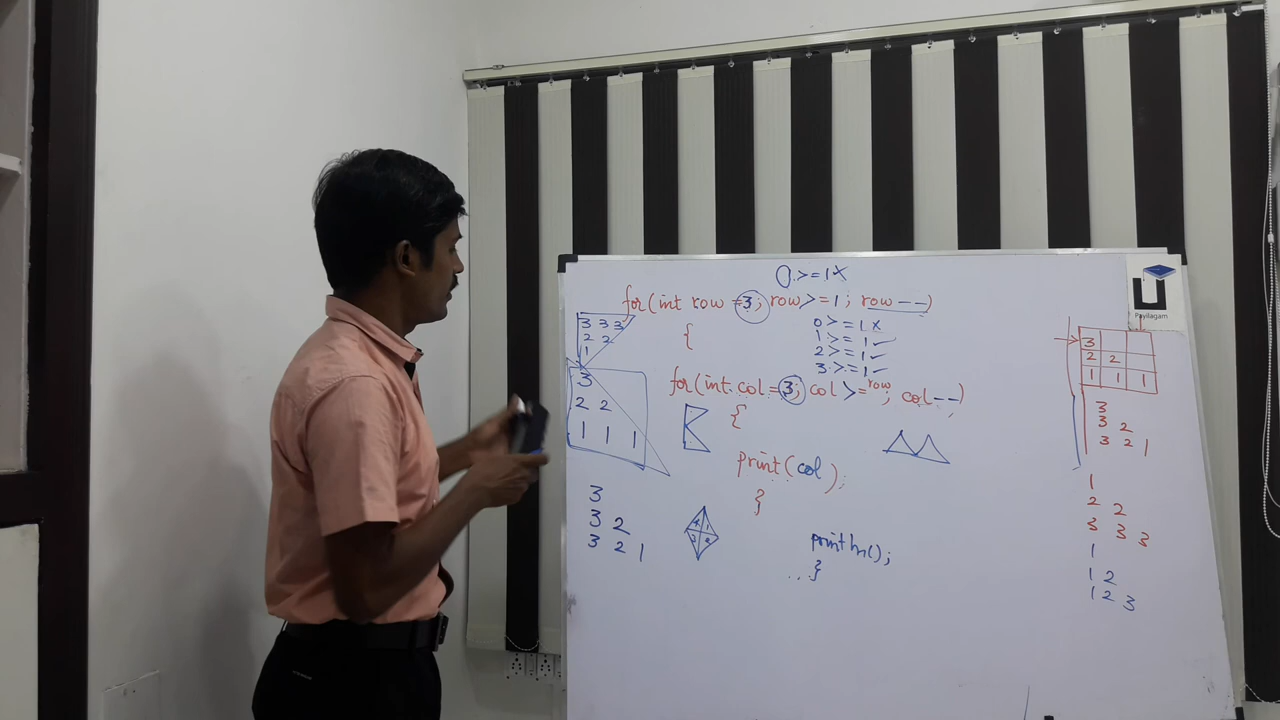 0 >= 1 x
for(int row = 3; row >= 1; row --)
{
0 >= 1 x
1 >= 1 ✓
2 >= 1 ✓
3 >= 1 ✓
for(int col = 3; col >= row; col --)
{
print(col);
}
println();
}
3 3 3
2 2
1
3
2 2
1 1 1
3
3 2
3 2 1
Payilagam
3
2 2
1 1 1
3
3 2
3 2 1
1
2 2
3 3 3
1
1 2
1 2 3